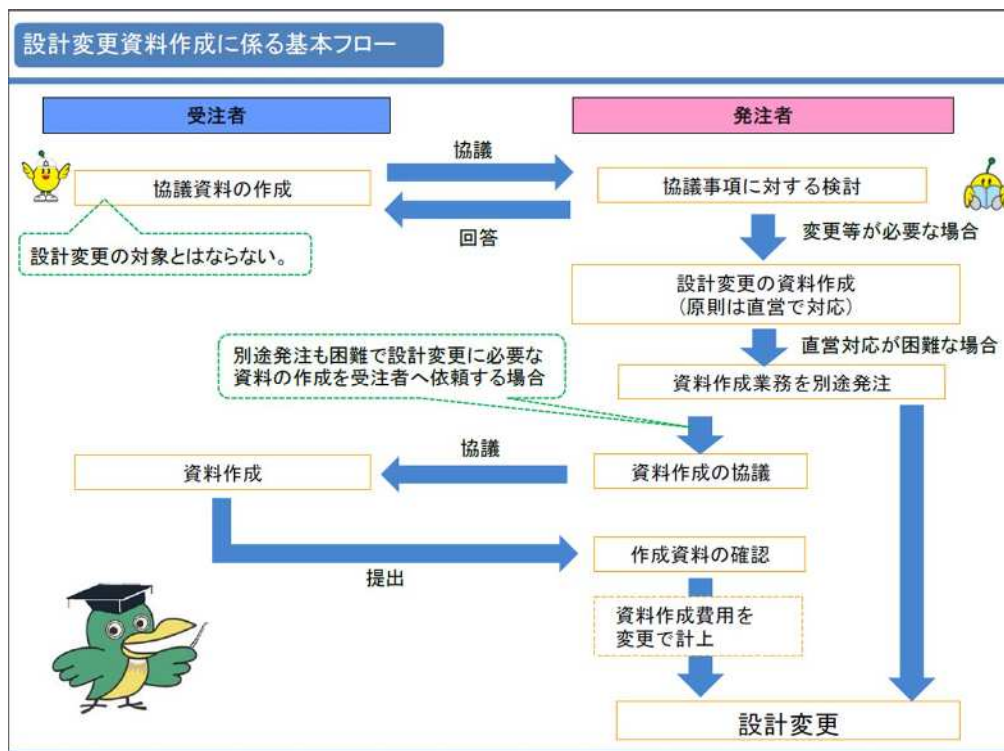 設計変更資料作成に係る基本フロー
受注者
発注者
協議
協議資料の作成
協議事項に対する検討
回答
変更等が必要な場合
設計変更の対象とはならない。
設計変更の資料作成
(原則は直営で対応)
直営対応が困難な場合
別途発注も困難で設計変更に必要な
資料の作成を受注者へ依頼する場合
資料作成業務を別途発注
協議
資料作成
資料作成の協議
作成資料の確認
提出
資料作成費用を
変更で計上
設計変更